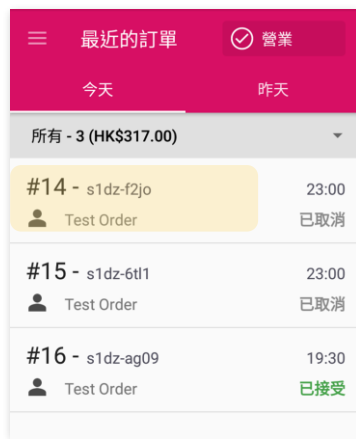 最近的訂單 營業
今天 昨天
所有 - 3 (HK$317.00)
#14 - s1dz-f2jo 23:00
Test Order 已取消
#15 - s1dz-6tl1 23:00
Test Order 已取消
#16 - s1dz-ag09 19:30
Test Order 已接受